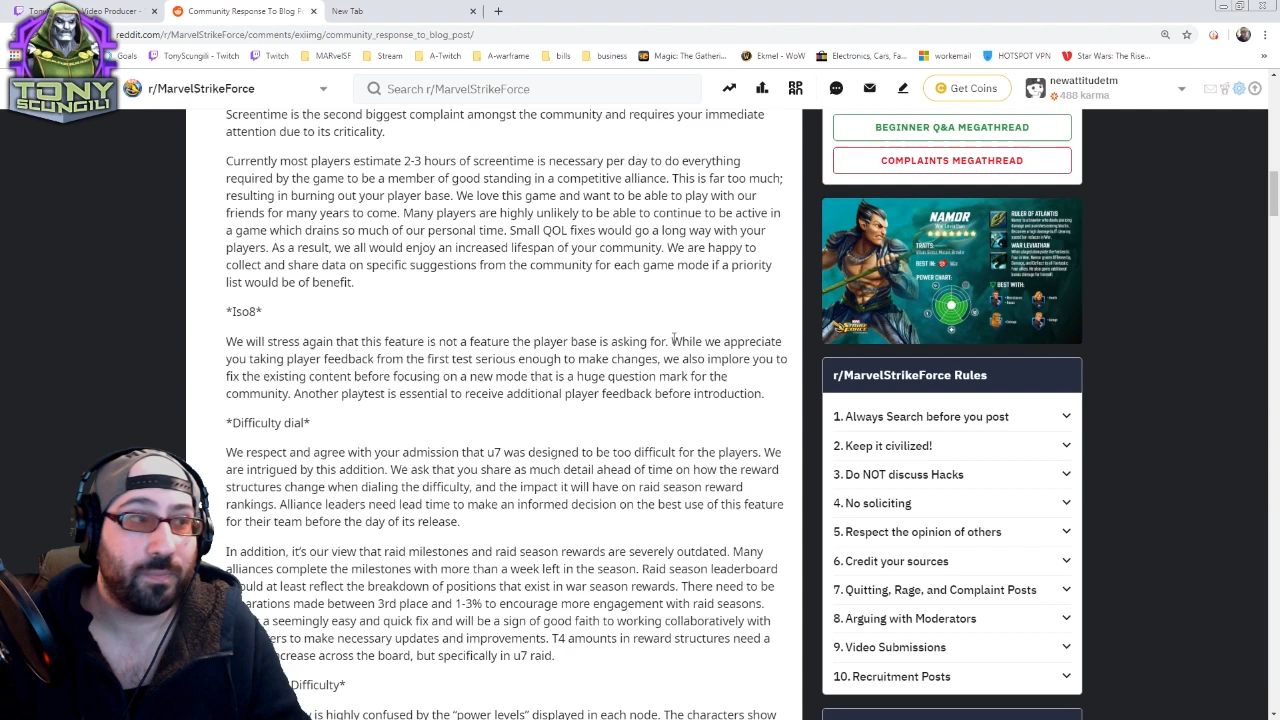 Community Response To Blog P
New Tab
reddit.com/r/MarvelStrikeForce/comments/exiimg/community_response_to_blog_post/
Goals
TonyScungili - Twitch
Twitch
MARVelSF
Stream
A-Twitch
Amazon
bills
business
Magic: The Gatheri...
Ekmel - WoW
Electronics, Cars, Fa...
workemail
HOTSPOT VPN
Star Wars: The Rise...
TONY
SCUNGILI
r/MarvelStrikeForce
Search r/MarvelStrikeForce
Get Coins
newattitudetm
488 karma
Screentime is the second biggest complaint amongst the community and requires your immediate
attention due to its criticality.
Currently most players estimate 2-3 hours of screentime is necessary per day to do everything
required by the game to be a member of good standing in a competitive alliance. This is far too much;
resulting in burning out your player base. We love this game and want to be able to play with our
friends for many years to come. Many players are highly unlikely to be able to continue to be active in
a game which demands so much of our personal time. Small QOL fixes would go a long way with your
players. As a result you would enjoy an increased lifespan of your community. We are happy to
collect and share more specific suggestions from the community for each game mode if a priority
list would be of benefit.
*Iso8*
We will stress again that this feature is not a feature the player base is asking for. While we appreciate
you taking player feedback from the first test serious enough to make changes, we also implore you to
fix the existing content before focusing on a new mode that is a huge question mark for the
community. Another playtest is essential to receive additional player feedback before introduction.
*Difficulty dial*
We respect and agree with your admission that u7 was designed to be too difficult for the players. We
are intrigued by this addition. We ask that you share as much detail ahead of time on how the reward
structures change when dialing the difficulty, and the impact it will have on raid season reward
rankings. Alliance leaders need lead time to make an informed decision on the best use of this feature
for their team before the day of its release.
In addition, it's our view that raid milestones and raid season rewards are severely outdated. Many
alliances complete the milestones with more than a week left in the season. Raid season leaderboard
should at least reflect the breakdown of positions that exist in war season rewards. There need to be
separations made between 3rd place and 1-3% to encourage more engagement with raid seasons.
a seemingly easy and quick fix and will be a sign of good faith to working collaboratively with
to make necessary updates and improvements. T4 amounts in reward structures need a
increase across the board, but specifically in u7 raid.
Difficulty*
is highly confused by the "power levels" displayed in each node. The characters show
BEGINNER Q&A MEGATHREAD
COMPLAINTS MEGATHREAD
NAMOR
War Leviathan
TRAITS:
BEST IN:
POWER CHART:
RULER OF ATLANTIS
WAR LEVIATHAN
BEST WITH:
r/MarvelStrikeForce Rules
1. Always Search before you post
2. Keep it civilized!
3. Do NOT discuss Hacks
4. No soliciting
5. Respect the opinion of others
6. Credit your sources
7. Quitting, Rage, and Complaint Posts
8. Arguing with Moderators
9. Video Submissions
10. Recruitment Posts